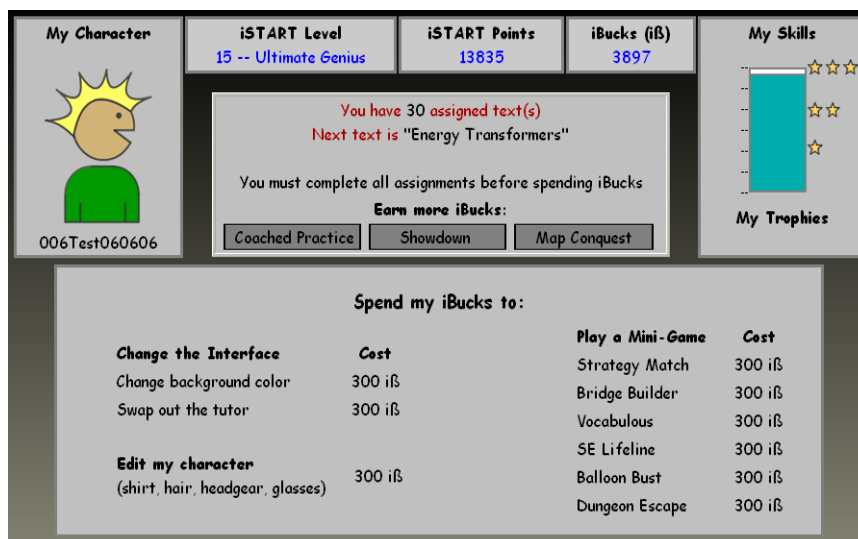 My Character
006Test060606
iSTART Level
15 -- Ultimate Genius
iSTART Points
13835
iBucks (iß)
3897
My Skills
My Trophies
You have 30 assigned text(s)
Next text is "Energy Transformers"
You must complete all assignments before spending iBucks
Earn more iBucks:
Coached Practice
Showdown
Map Conquest
Spend my iBucks to:
Change the Interface Cost
Change background color 300 iß
Swap out the tutor 300 iß
Edit my character
(shirt, hair, headgear, glasses) 300 iß
Play a Mini-Game Cost
Strategy Match 300 iß
Bridge Builder 300 iß
Vocabulous 300 iß
SE Lifeline 300 iß
Balloon Bust 300 iß
Dungeon Escape 300 iß